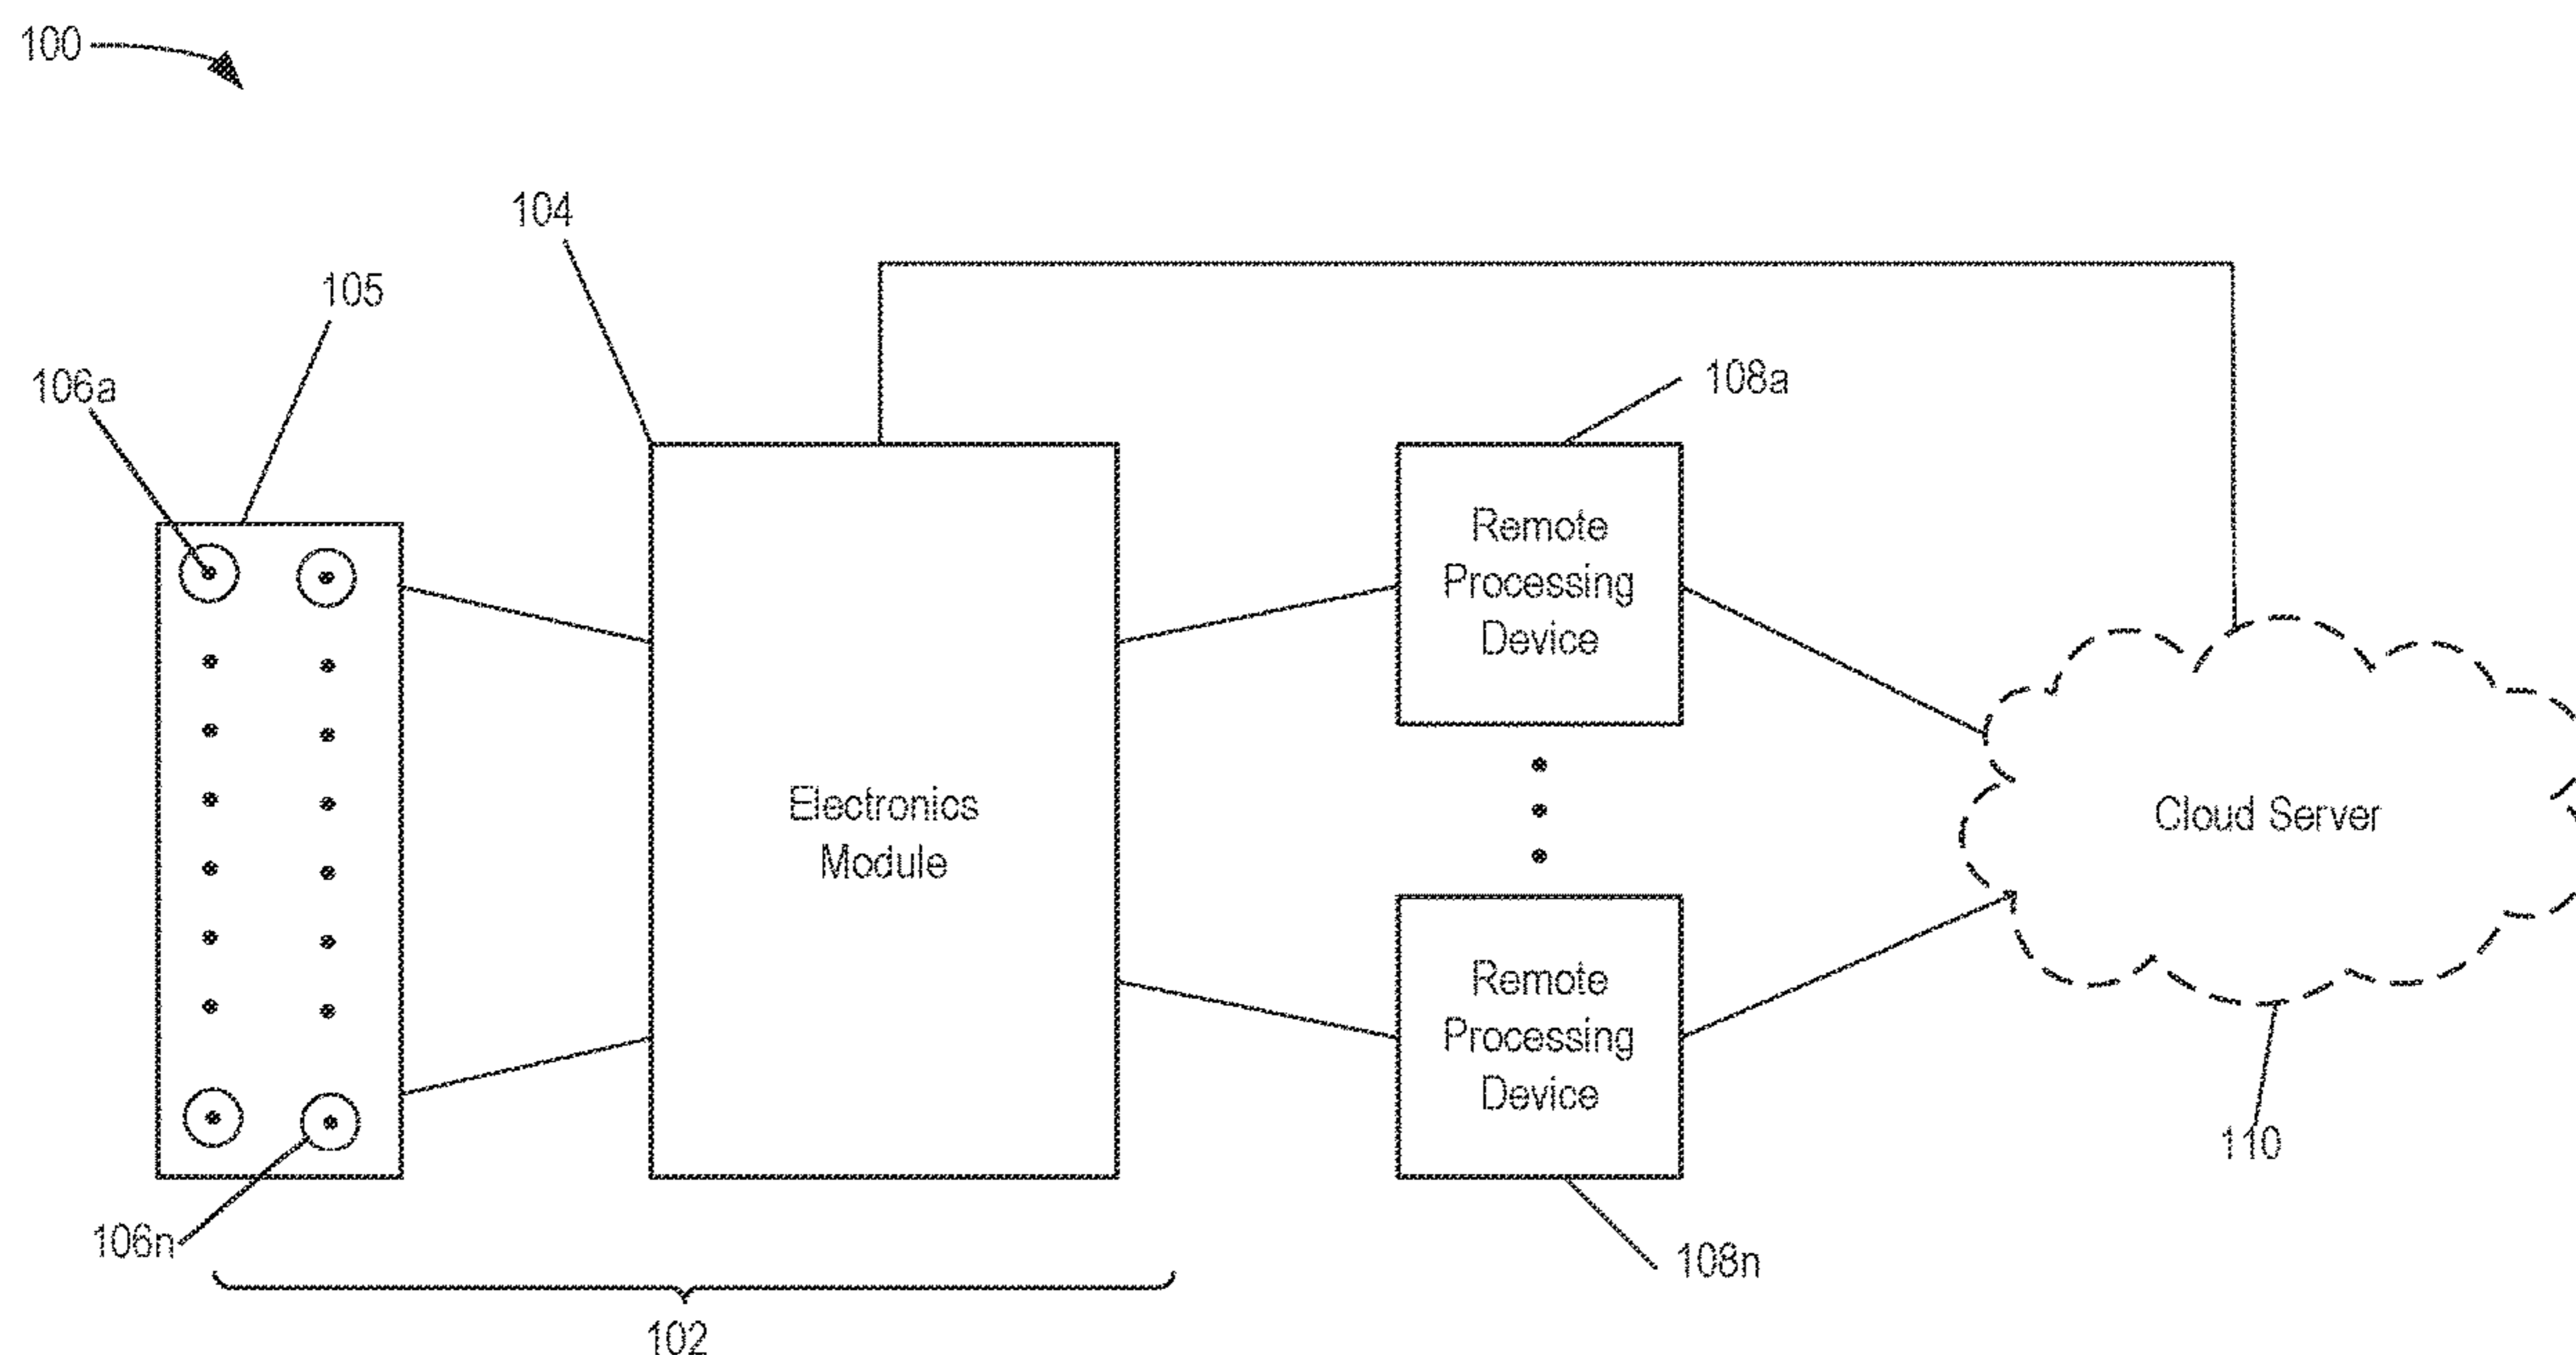 100
104
105
106a
108a
Remote
Processing
Device
Electronics
Module
Cloud Server
Remote
Processing
Device
110
106n
108n
102